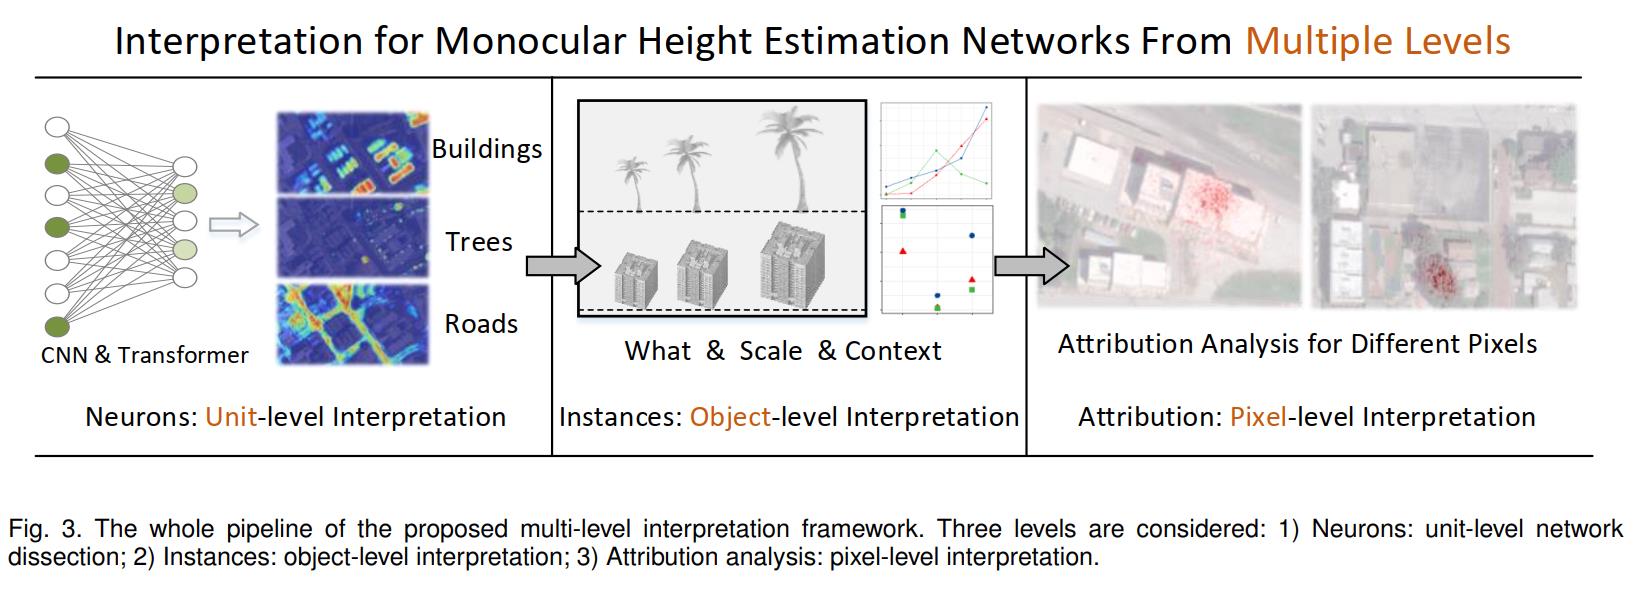 Interpretation for Monocular Height Estimation Networks From Multiple Levels
Buildings
Trees
Roads
CNN & Transformer
Neurons: Unit-level Interpretation
What & Scale & Context
Instances: Object-level Interpretation
Attribution Analysis for Different Pixels
Attribution: Pixel-level Interpretation
Fig. 3. The whole pipeline of the proposed multi-level interpretation framework. Three levels are considered: 1) Neurons: unit-level network
dissection; 2) Instances: object-level interpretation; 3) Attribution analysis: pixel-level interpretation.